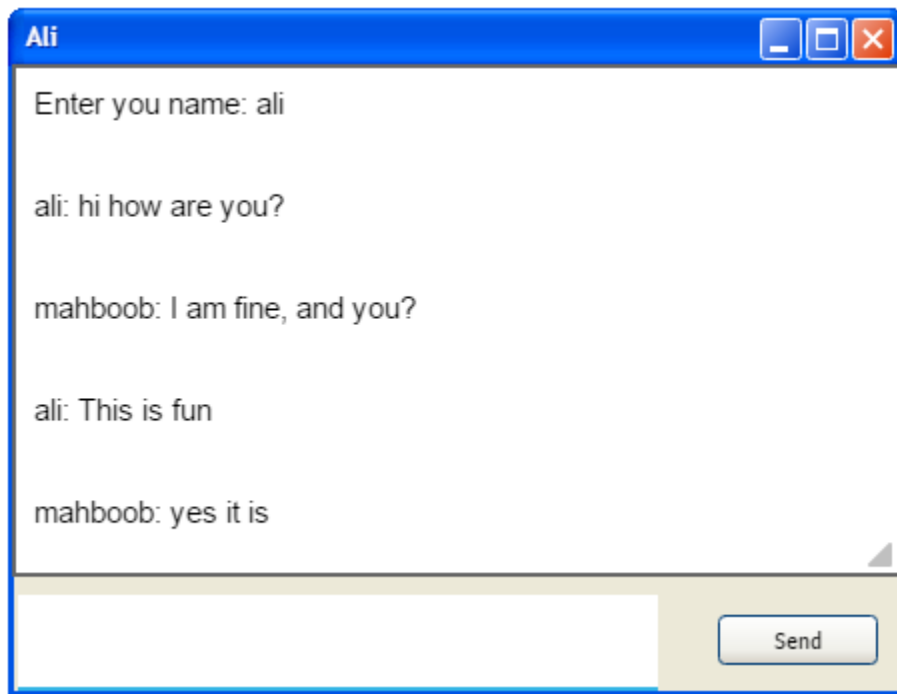 Ali
Enter you name: ali
ali: hi how are you?
mahboob: I am fine, and you?
ali: This is fun
mahboob: yes it is
Send